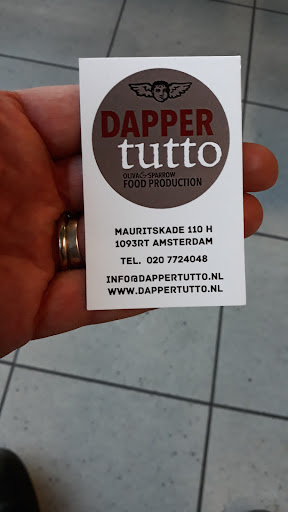 DAPPER
tutto
OLIVA & SPARROW
FOOD PRODUCTION
MAURITSKADE 110 H
1093RT AMSTERDAM
TEL. 020 7724048
INFO@DAPPERTUTTO.NL
WWW.DAPPERTUTTO.NL